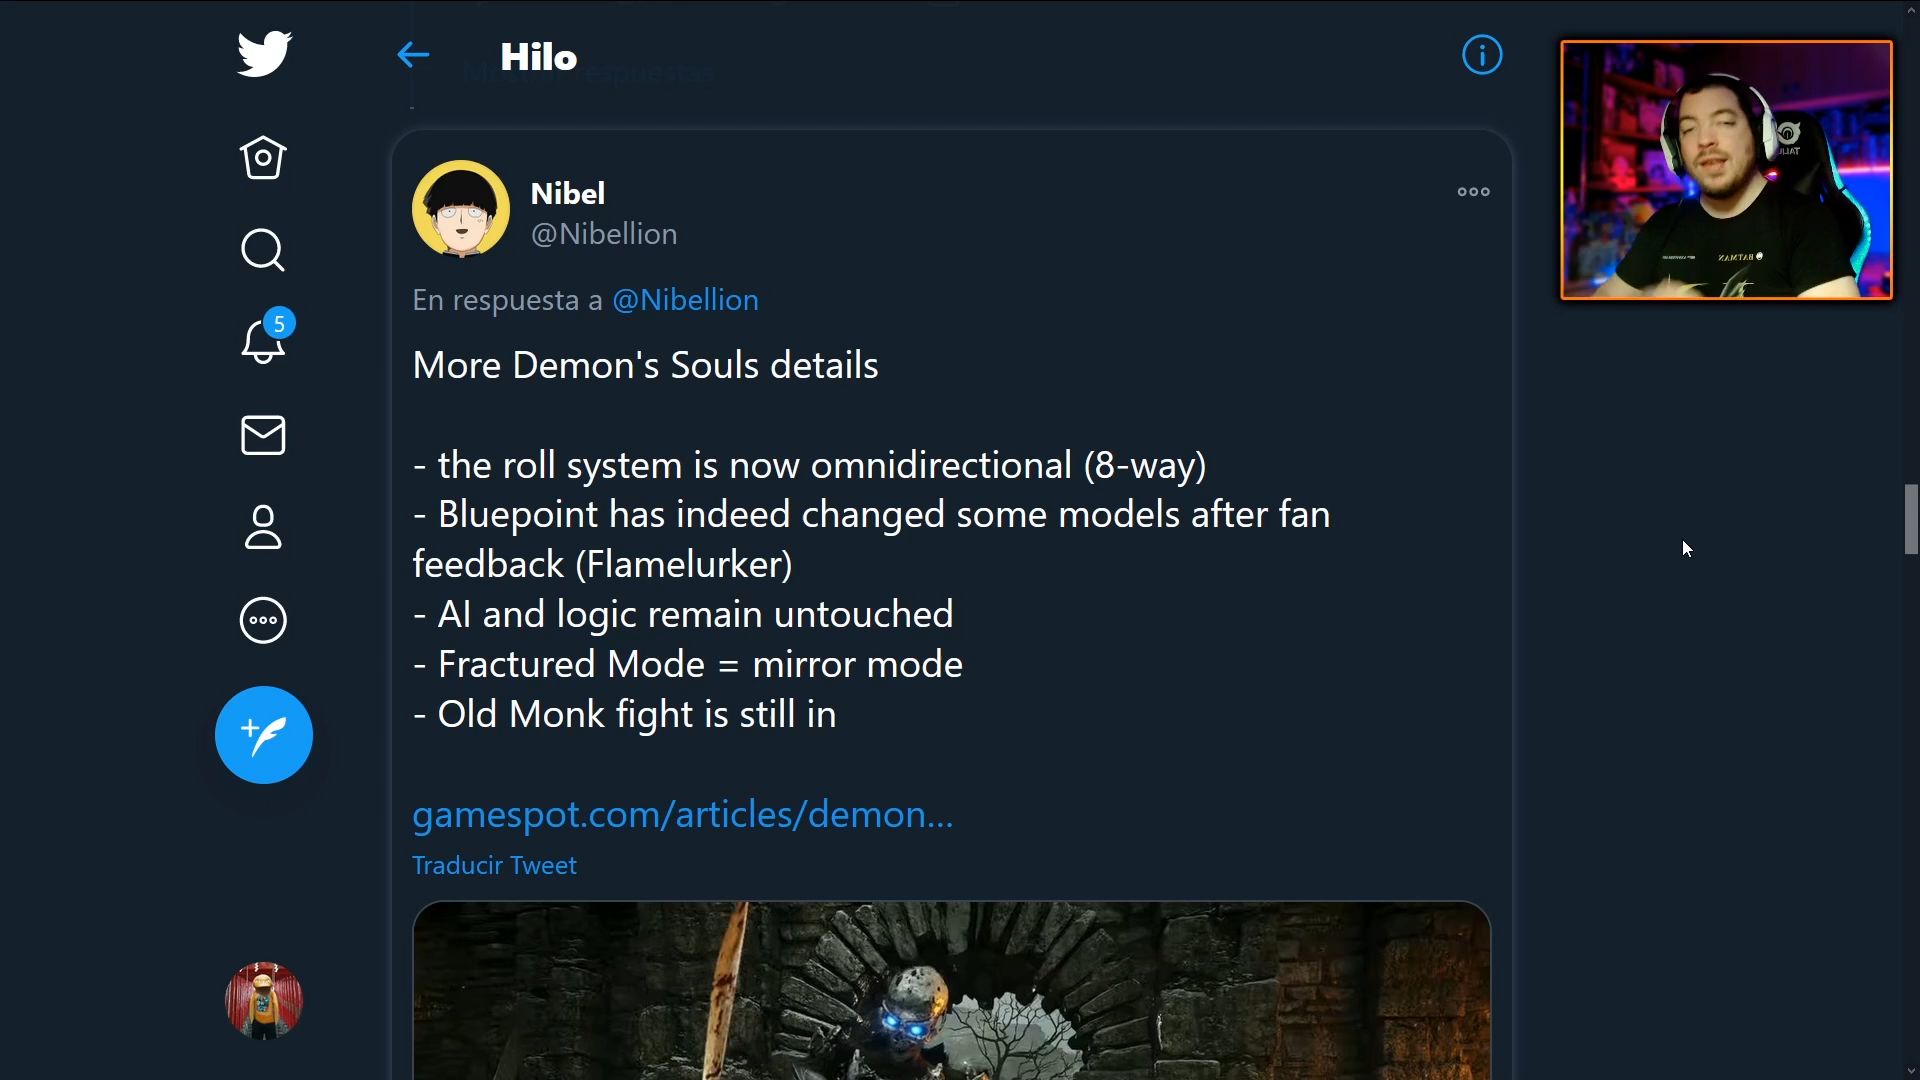 Hilo
Nibel
@Nibellion
En respuesta a @Nibellion
More Demon's Souls details
- the roll system is now omnidirectional (8-way)
- Bluepoint has indeed changed some models after fan
feedback (Flamelurker)
- AI and logic remain untouched
- Fractured Mode = mirror mode
- Old Monk fight is still in
gamespot.com/articles/demon...
Traducir Tweet
5
BATMAN